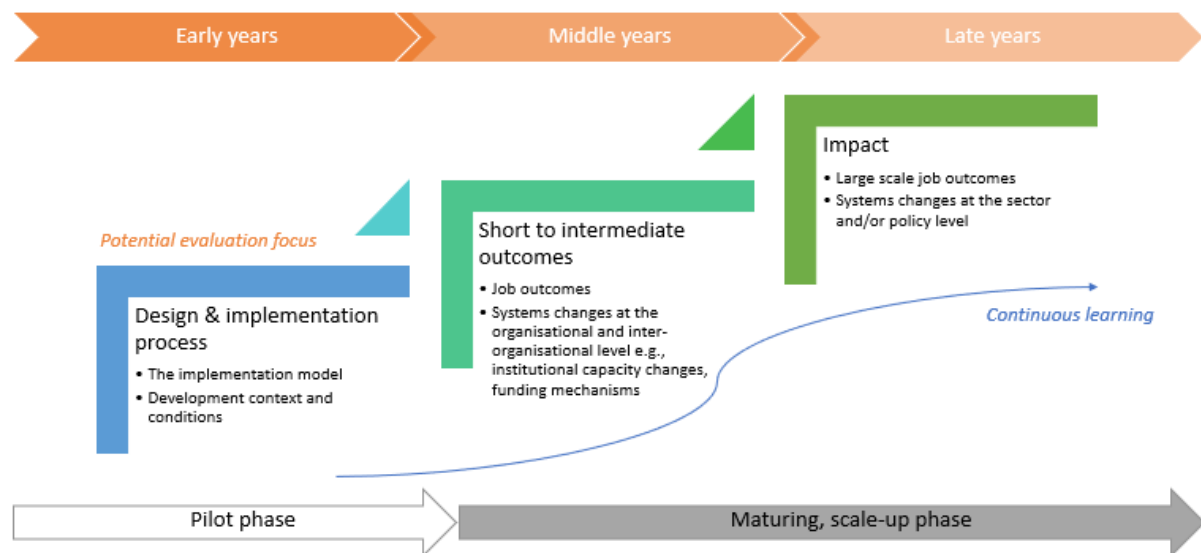 Early years
Middle years
Late years
Potential evaluation focus
Design & implementation
process
• The implementation model
• Development context and
conditions
Short to intermediate
outcomes
• Job outcomes
• Systems changes at the
organisational and inter-
organisational level e.g.,
institutional capacity changes,
funding mechanisms
Impact
• Large scale job outcomes
• Systems changes at the sector
and/or policy level
Continuous learning
Pilot phase
Maturing, scale-up phase